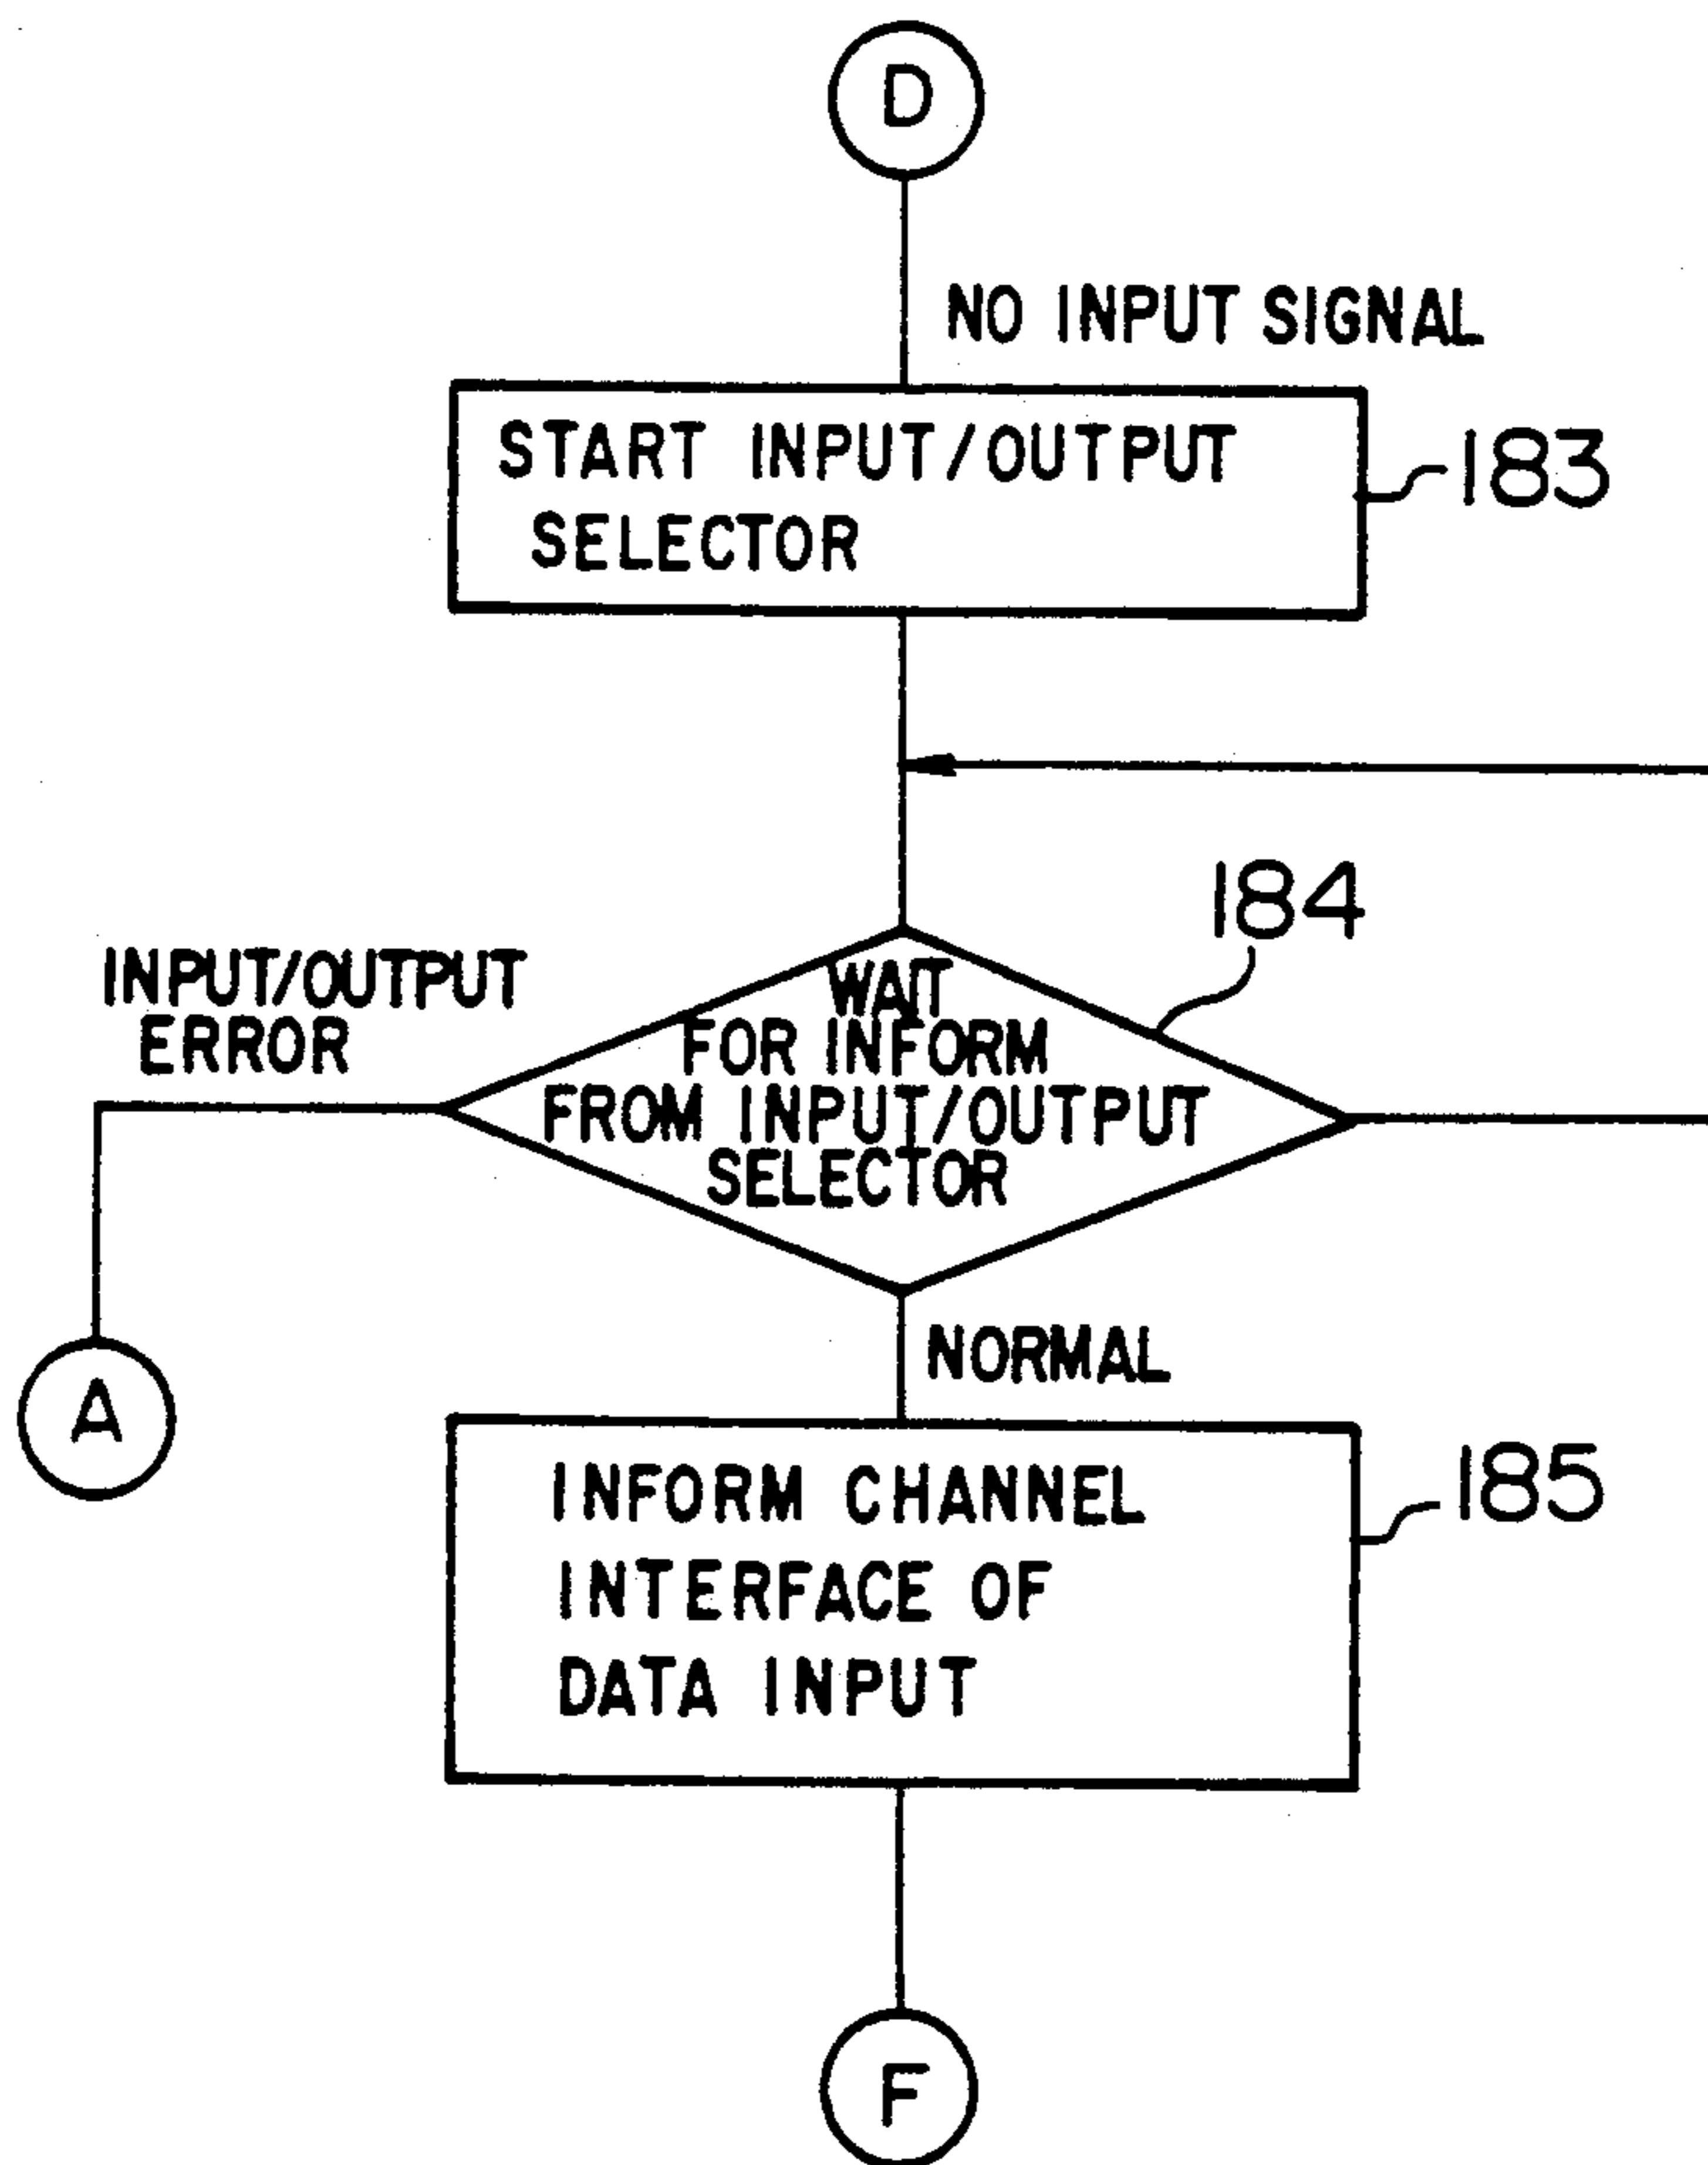 D
NO INPUT SIGNAL
START INPUT/OUTPUT
SELECTOR
183
184
INPUT/OUTPUT
ERROR
WAIT
FOR INFORM
FROM INPUT/OUTPUT
SELECTOR
NORMAL
A
INFORM CHANNEL
INTERFACE OF
DATA INPUT
185
F